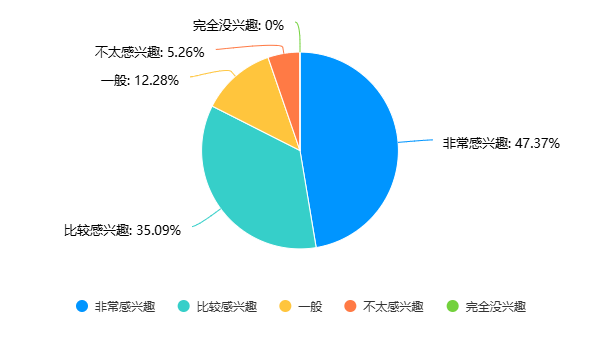 完全没兴趣: 0%
不太感兴趣: 5.26%
一般: 12.28%
非常感兴趣: 47.37%
比较感兴趣: 35.09%
非常感兴趣 比较感兴趣 一般 不太感兴趣 完全没兴趣